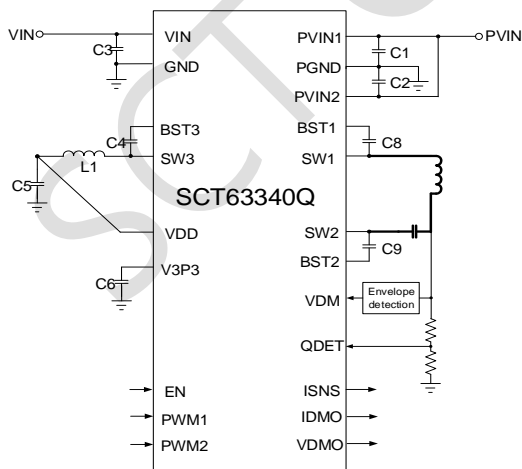 VIN
C3
VIN
GND
BST3
C4
SW3
L1
C5
VDD
V3P3
C6
EN
PWM1
PWM2
SCT63340Q
PVIN1
PGND
PVIN2
BST1
SW1
SW2
BST2
VDM
QDET
ISNS
IDMO
VDMO
PVIN
C1
C2
C8
C9
Envelope
detection
SCT